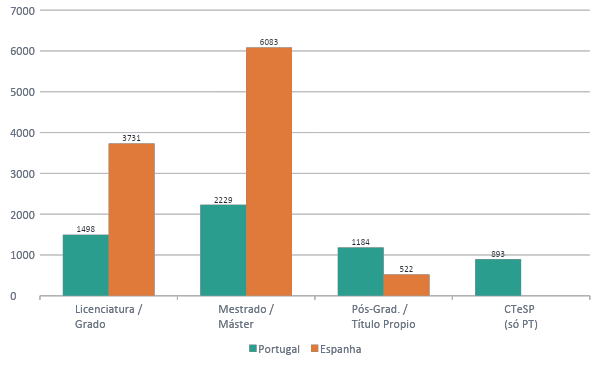 7000
6000
5000
4000
3000
2000
1000
0
1498
3731
2229
6083
1184
522
893
Licenciatura /
Grado
Mestrado /
Máster
Pós-Grad. /
Título Propio
CTeSP
(só PT)
Portugal Espanha